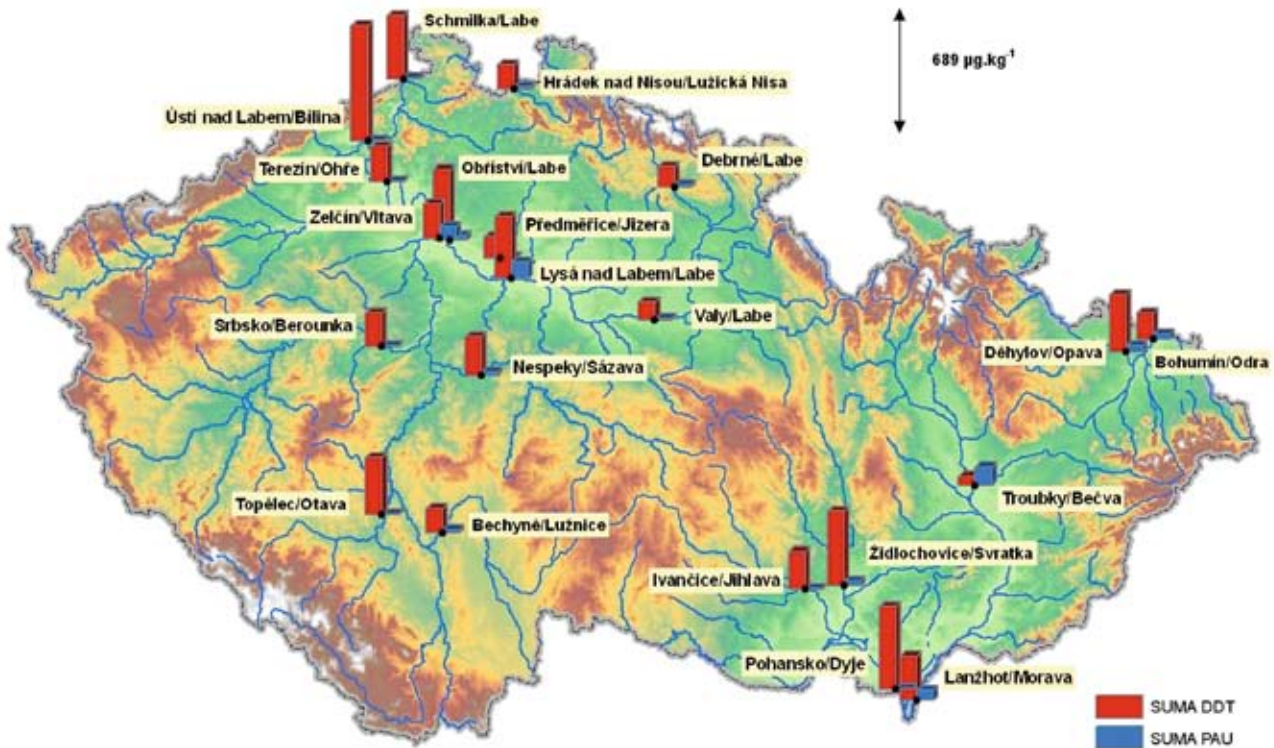 Schmilka/Labe
689 µg.kg⁻¹
Hrádek nad Nisou/Lužická Nisa
Ústí nad Labem/Bílina
Terezín/Ohře
Obříství/Labe
Debrné/Labe
Zelčín/Vltava
Předměřice/Jizera
Lysá nad Labem/Labe
Srbsko/Berounka
Valy/Labe
Děhylov/Opava
Bohumín/Odra
Nespeky/Sázava
Topělec/Otava
Bechyně/Lužnice
Troubky/Bečva
Židlochovice/Svratka
Ivančice/Jihlava
Pohansko/Dyje
Lanžhot/Morava
SUMA DDT
SUMA PAU